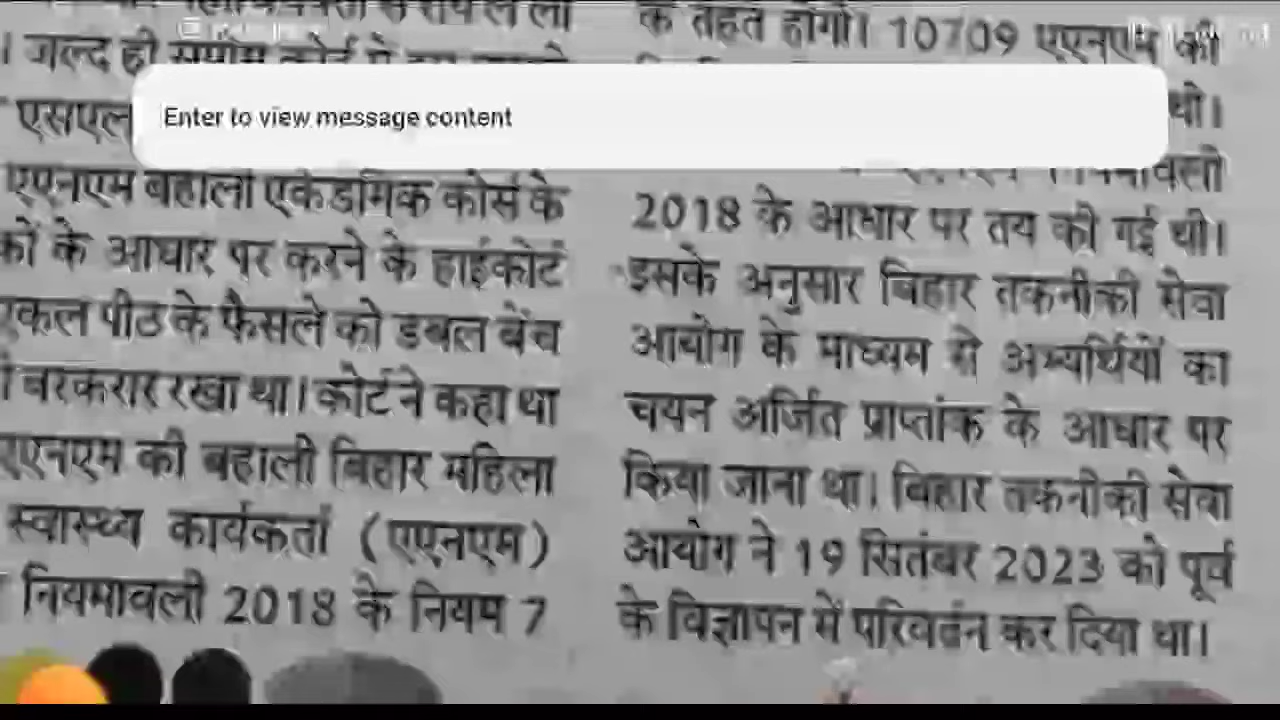 से राय ले ली
। जल्द ही सुप्रीम कोर्ट में
एसएल
एएनएम बहाली एकेडमिक कोर्स के
कों के आधार पर करने के हाईकोर्ट
एकल पीठ के फैसले को डबल बेंच
ने बरकरार रखा था। कोर्ट ने कहा था
एएनएम की बहाली बिहार महिला
स्वास्थ्य कार्यकर्ता (एएनएम)
नियमावली 2018 के नियम 7
के तहत होगी। 10709 एएनएम की
थी।
2018 के आधार पर तय की गई थी।
इसके अनुसार बिहार तकनीकी सेवा
आयोग के माध्यम से अभ्यर्थियों का
चयन अर्जित प्राप्तांक के आधार पर
किया जाना था। बिहार तकनीकी सेवा
आयोग ने 19 सितंबर 2023 को पूर्व
के विज्ञापन में परिवर्तन कर दिया था।
Enter to view message content